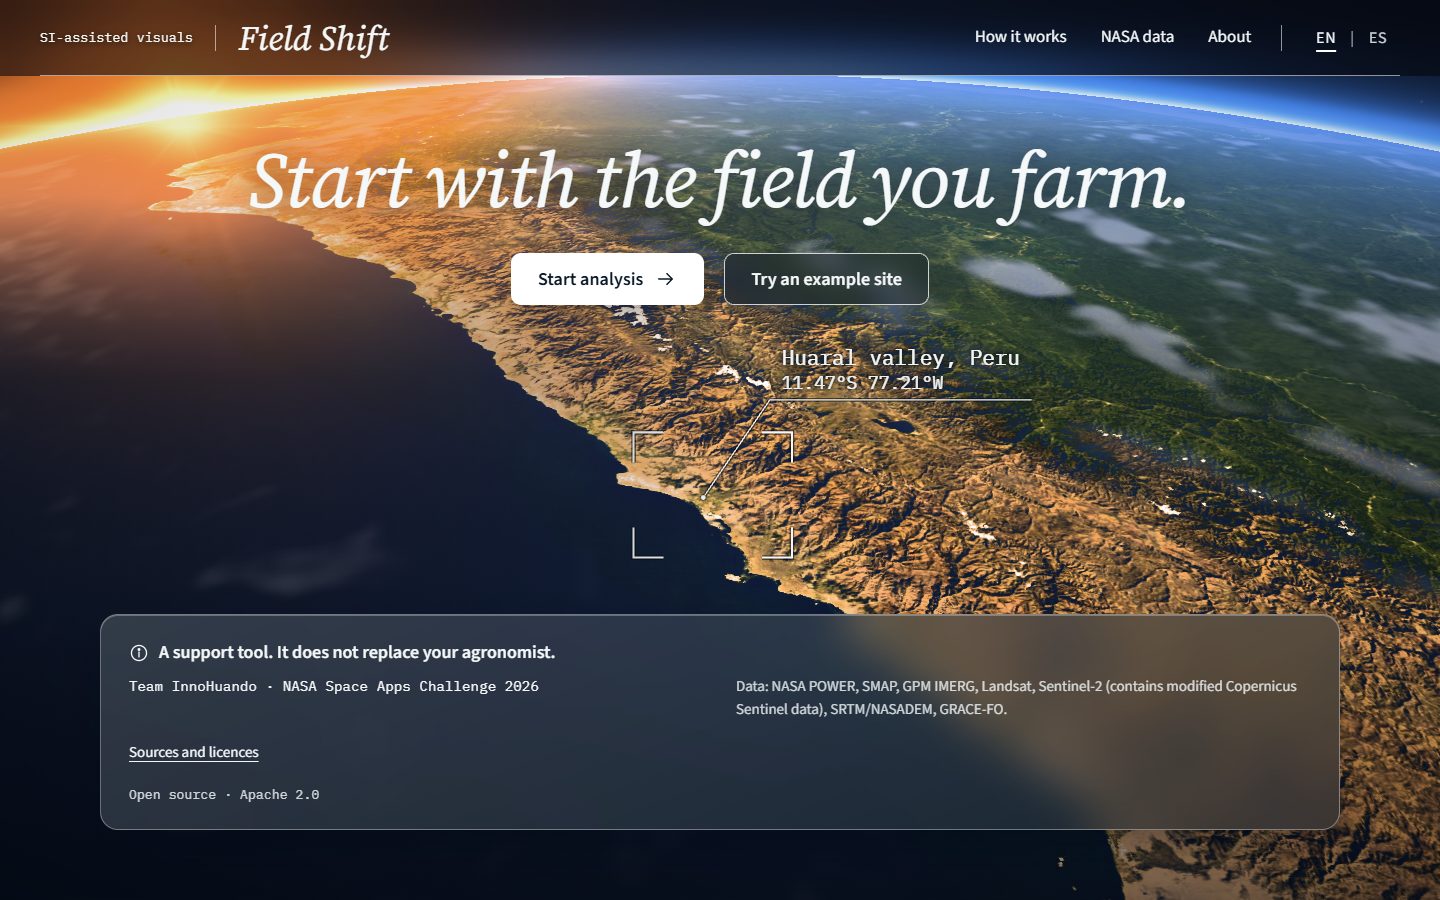 SI-assisted visuals
Field Shift
How it works
NASA data
About
EN | ES
Start with the field you farm.
Start analysis →
Try an example site
Huaral valley, Peru
11.47°S 77.21°W
A support tool. It does not replace your agronomist.
Team InnoHuando · NASA Space Apps Challenge 2026
Data: NASA POWER, SMAP, GPM IMERG, Landsat, Sentinel-2 (contains modified Copernicus
Sentinel data), SRTM/NASADEM, GRACE-FO.
Sources and licences
Open source · Apache 2.0